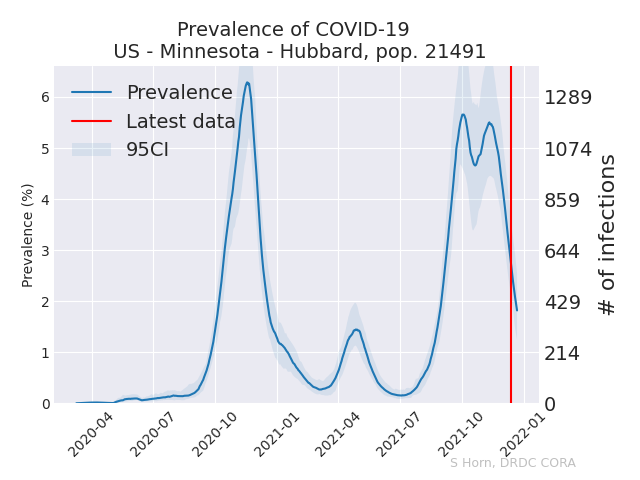 Prevalence of COVID-19
US - Minnesota - Hubbard, pop. 21491
Prevalence
Latest data
95CI
Prevalence (%)
6
5
4
3
2
1
0
1289
1074
859
644
429
214
0
# of infections
2020-04
2020-07
2020-10
2021-01
2021-04
2021-07
2021-10
2022-01
S Horn, DRDC CORA